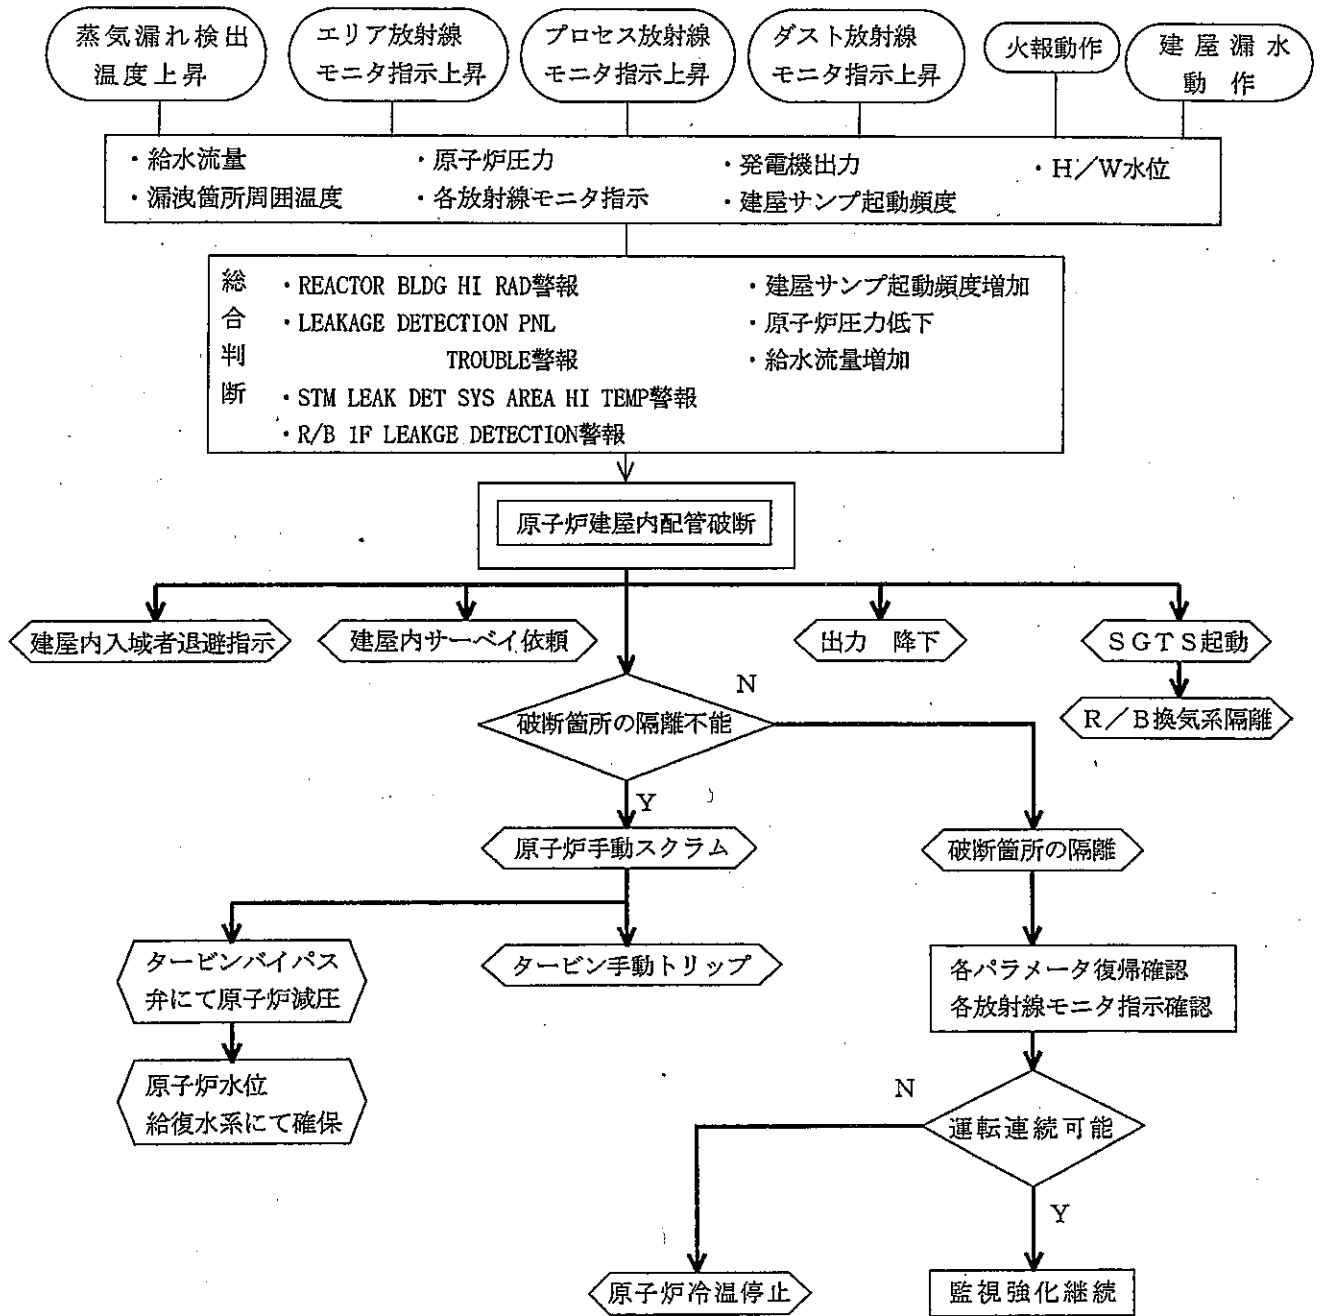 蒸気漏れ検出
温度上昇
エリア放射線
モニタ指示上昇
プロセス放射線
モニタ指示上昇
ダスト放射線
モニタ指示上昇
火報動作
建屋漏水
動作
・給水流量
・原子炉圧力
・発電機出力
・H／W水位
・漏洩箇所周囲温度
・各放射線モニタ指示
・建屋サンプ起動頻度
総合判断
・REACTOR BLDG HI RAD警報
・LEAKAGE DETECTION PNL
TROUBLE警報
・STM LEAK DET SYS AREA HI TEMP警報
・R/B 1F LEAKGE DETECTION警報
・建屋サンプ起動頻度増加
・原子炉圧力低下
・給水流量増加
原子炉建屋内配管破断
建屋内入域者退避指示
建屋内サーベイ依頼
出力　降下
ＳＧＴＳ起動
R／B換気系隔離
破断箇所の隔離不能
N
Y
原子炉手動スクラム
破断箇所の隔離
タービンバイパス
弁にて原子炉減圧
タービン手動トリップ
各パラメータ復帰確認
各放射線モニタ指示確認
原子炉水位
給復水系にて確保
運転連続可能
N
Y
原子炉冷温停止
監視強化継続